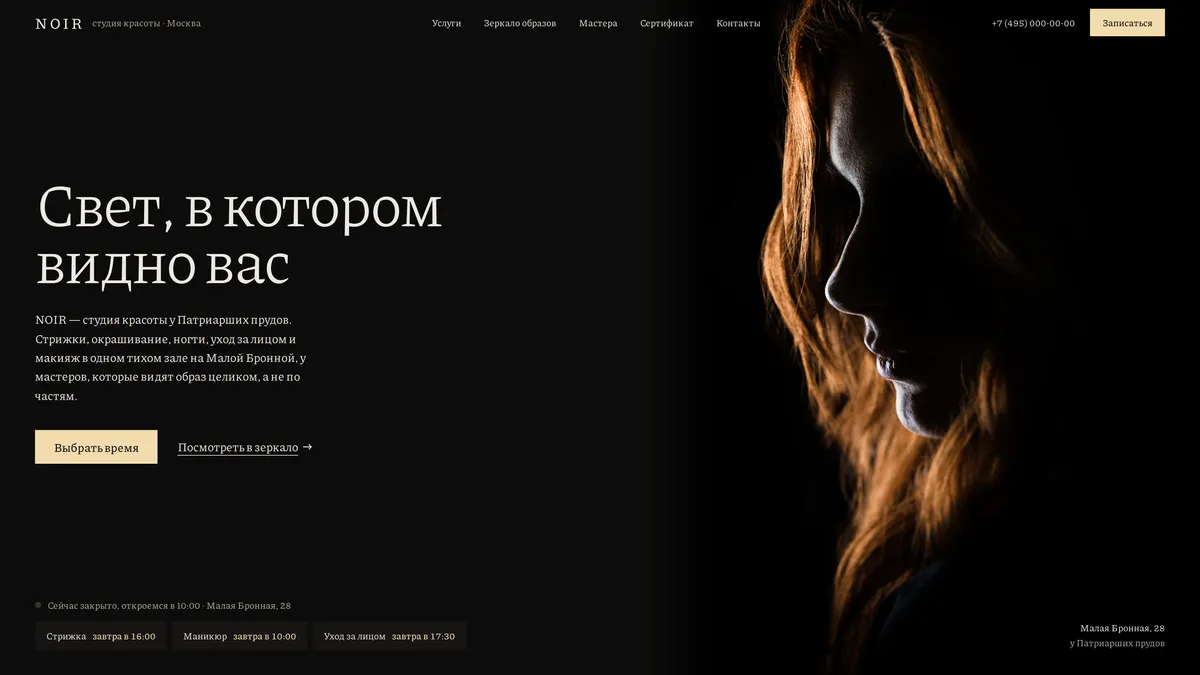 NOIR студия красоты · Москва
Услуги Зеркало образов Мастера Сертификат Контакты
+7 (495) 000-00-00 Записаться
Свет, в котором
видно вас
NOIR — студия красоты у Патриарших прудов.
Стрижки, окрашивание, ногти, уход за лицом и
макияж в одном тихом зале на Малой Бронной, у
мастеров, которые видят образ целиком, а не по
частям.
Выбрать время Посмотреть в зеркало →
Сейчас закрыто, откроемся в 10:00 · Малая Бронная, 28
Стрижка завтра в 16:00 Маникюр завтра в 10:00 Уход за лицом завтра в 17:30
Малая Бронная, 28
у Патриарших прудов